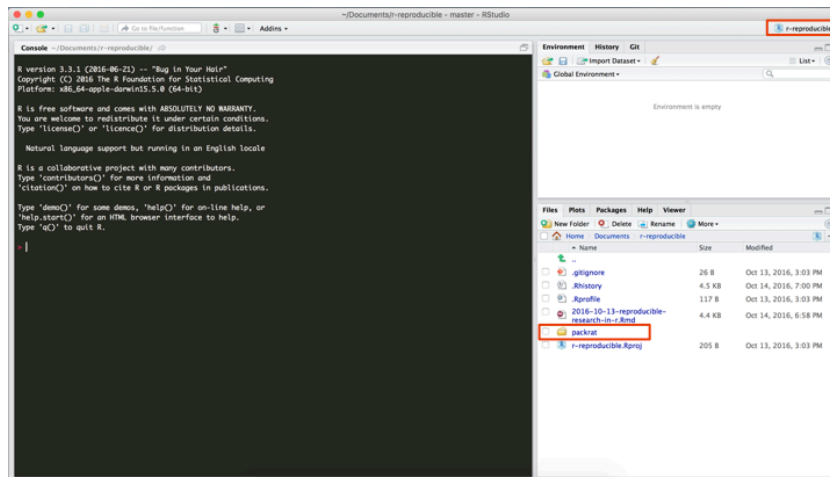 ~/Documents/r-reproducible - master - RStudio
Go to file/function
Addins
r-reproducible
Console ~/Documents/r-reproducible/
R version 3.3.1 (2016-06-21) -- "Bug in Your Hair"
Copyright (C) 2016 The R Foundation for Statistical Computing
Platform: x86_64-apple-darwin15.5.0 (64-bit)
R is free software and comes with ABSOLUTELY NO WARRANTY.
You are welcome to redistribute it under certain conditions.
Type 'license()' or 'licence()' for distribution details.
Natural language support but running in an English locale
R is a collaborative project with many contributors.
Type 'contributors()' for more information and
'citation()' on how to cite R or R packages in publications.
Type 'demo()' for some demos, 'help()' for on-line help, or
'help.start()' for an HTML browser interface to help.
Type 'q()' to quit R.
>
Environment History Git
Import Dataset
List
Global Environment
Environment is empty
Files Plots Packages Help Viewer
New Folder Delete Rename More
Home Documents r-reproducible
Name Size Modified
..
.gitignore 26 B Oct 13, 2016, 3:03 PM
.Rhistory 4.5 KB Oct 14, 2016, 7:00 PM
.Rprofile 117 B Oct 13, 2016, 3:03 PM
2016-10-13-reproducible-
research-in-r.Rmd 4.4 KB Oct 14, 2016, 6:58 PM
packrat
r-reproducible.Rproj 205 B Oct 13, 2016, 3:03 PM